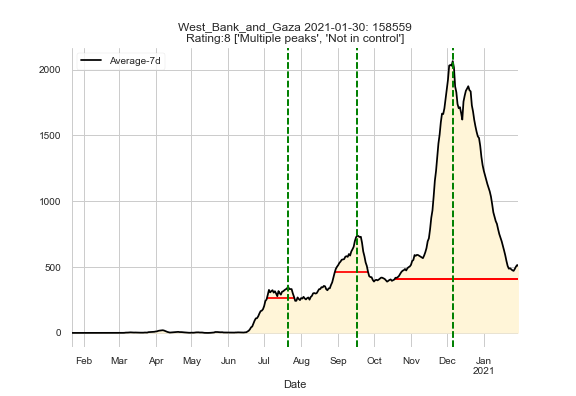 West_Bank_and_Gaza 2021-01-30: 158559
Rating:8 ['Multiple peaks', 'Not in control']
Average-7d
2000
1500
1000
500
0
Feb Mar Apr May Jun Jul Aug Sep Oct Nov Dec Jan
2021
Date